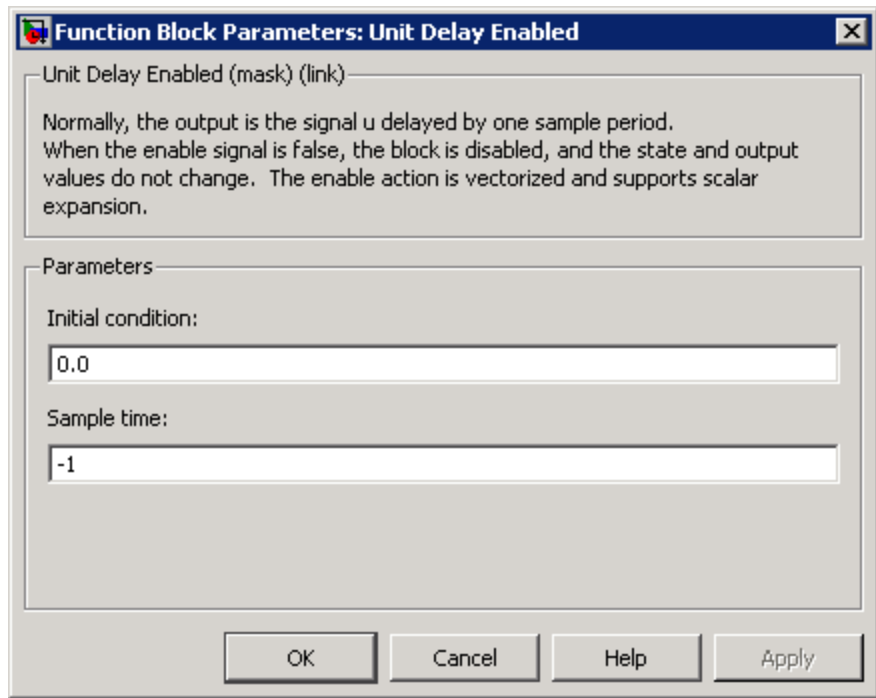 Function Block Parameters: Unit Delay Enabled
Unit Delay Enabled (mask) (link)
Normally, the output is the signal u delayed by one sample period.
When the enable signal is false, the block is disabled, and the state and output
values do not change.  The enable action is vectorized and supports scalar
expansion.
Parameters
Initial condition:
0.0
Sample time:
-1
OK Cancel Help Apply